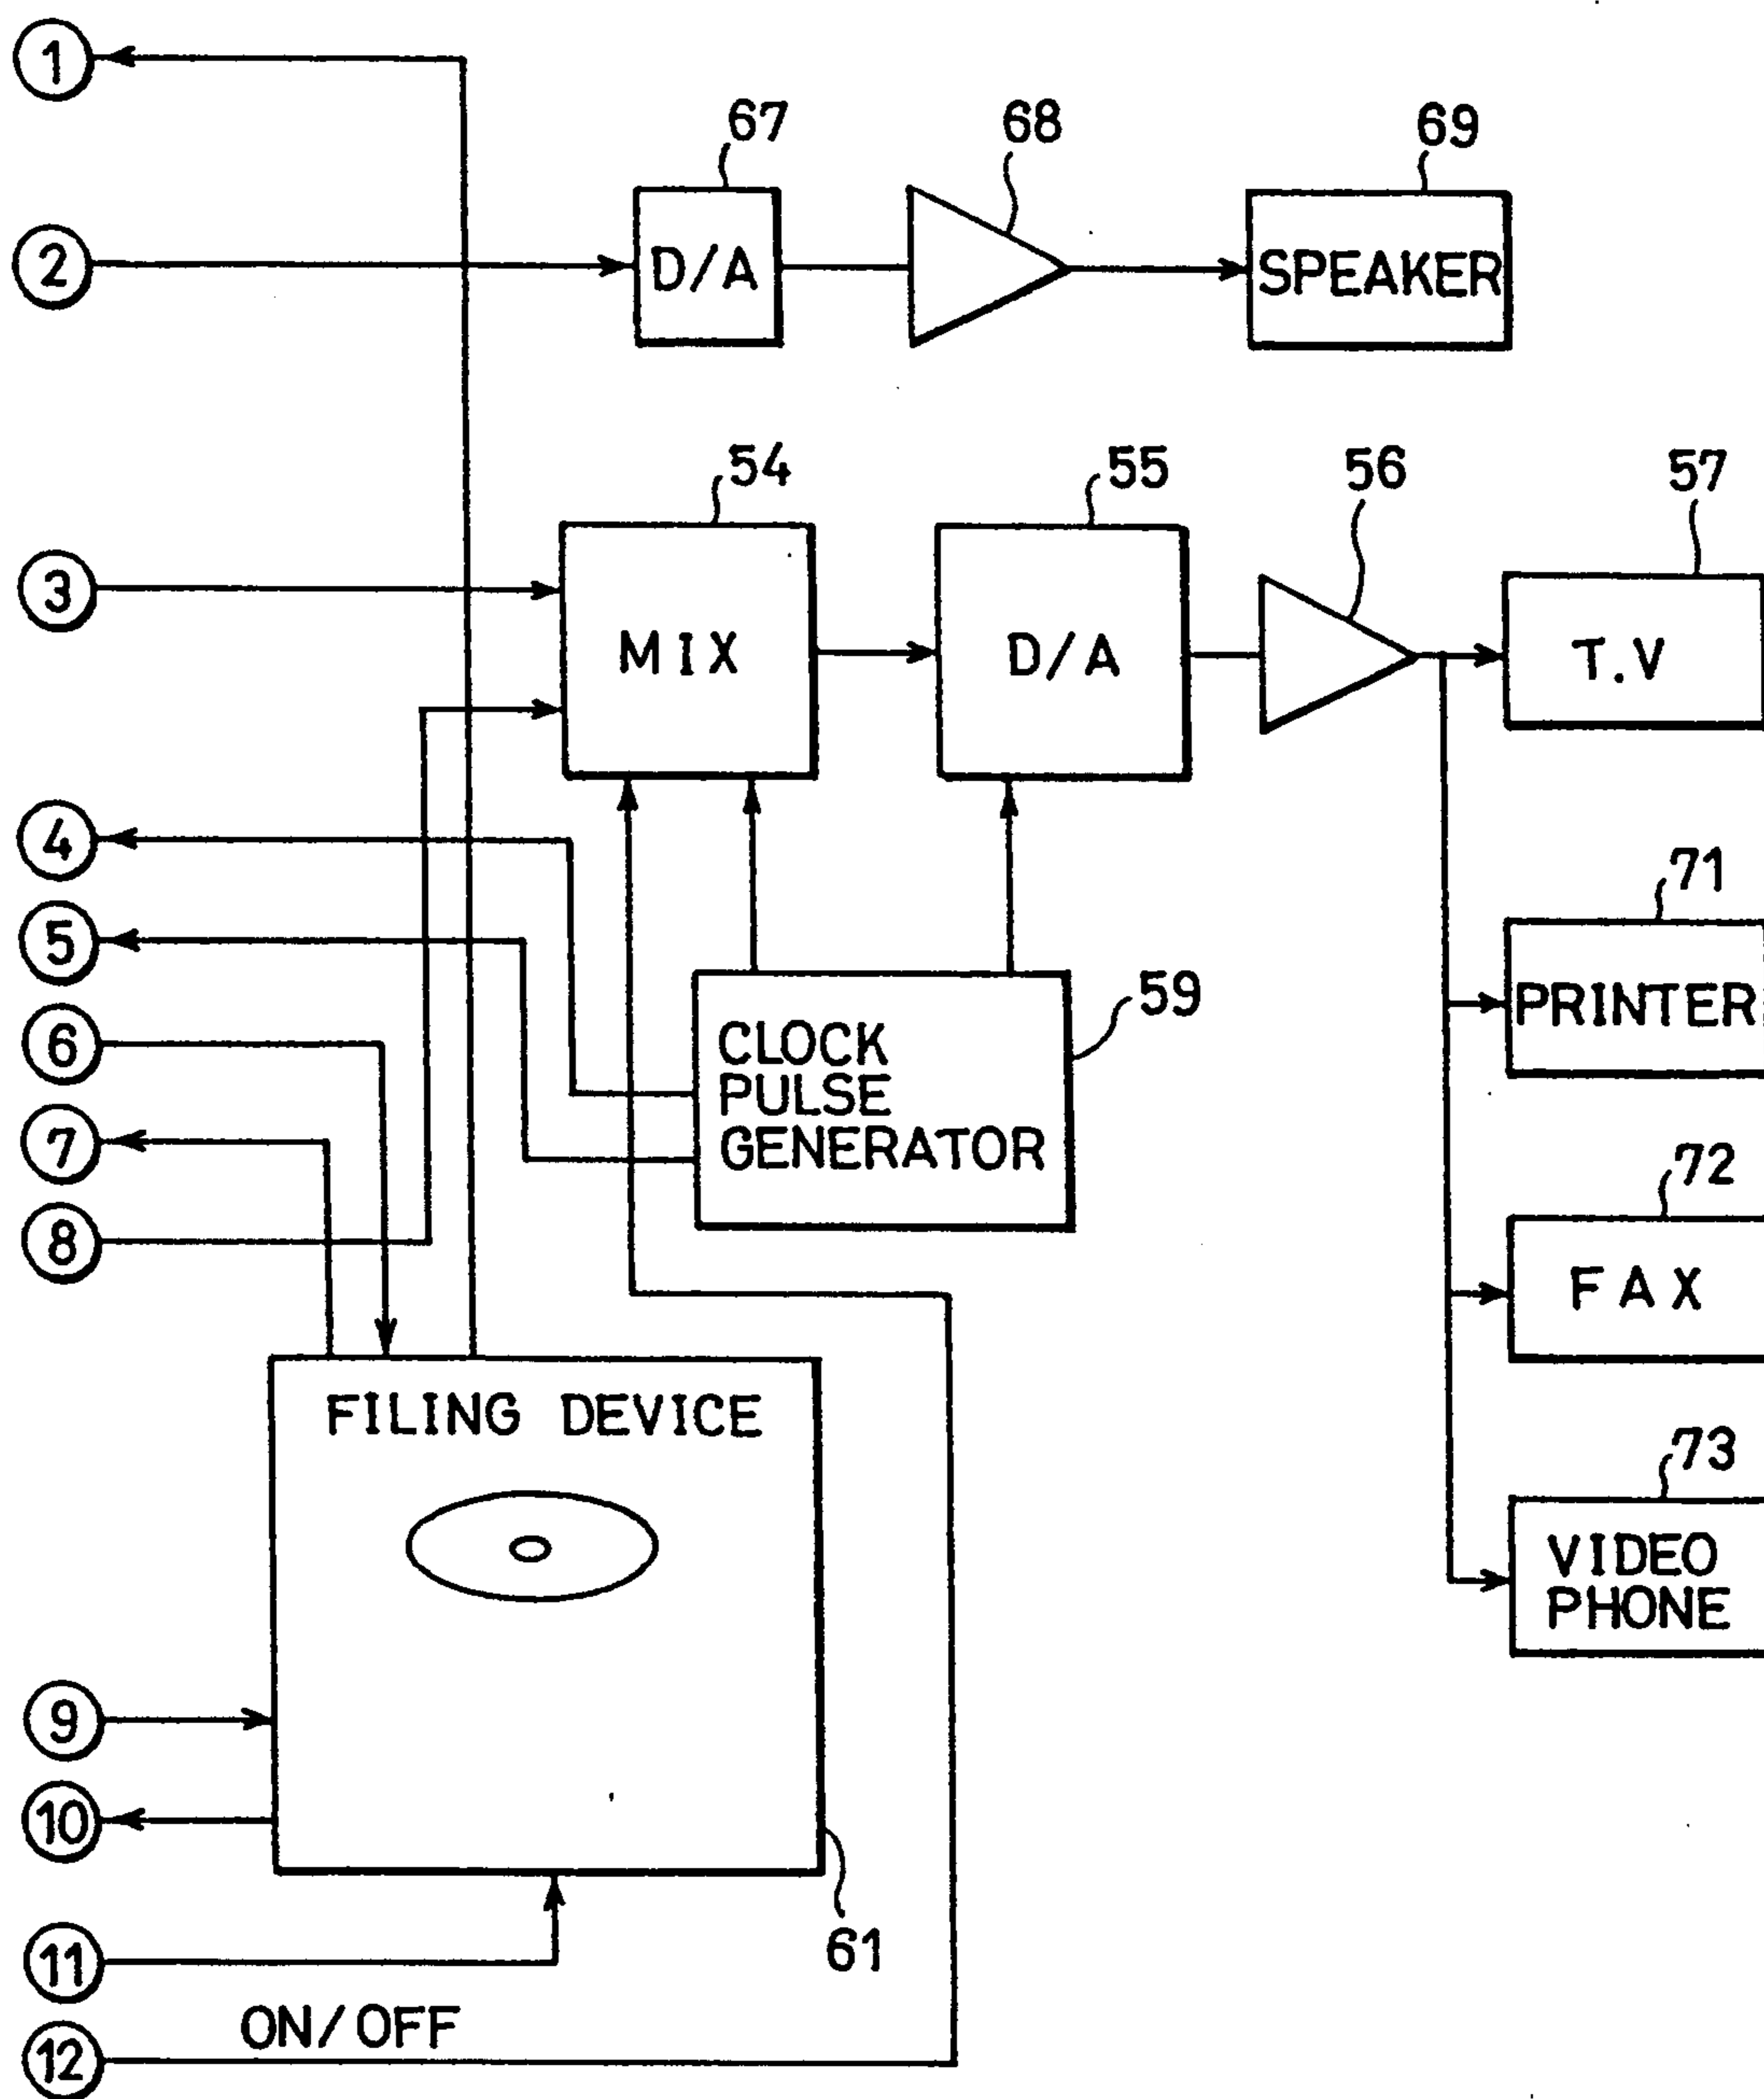 1
67
68
69
2
D/A
SPEAKER
54
55
56
57
3
MIX
D/A
T.V
4
71
5
59
PRINTER
6
CLOCK
PULSE
GENERATOR
7
72
8
FAX
FILING DEVICE
73
VIDEO
PHONE
9
10
61
11
ON/OFF
12